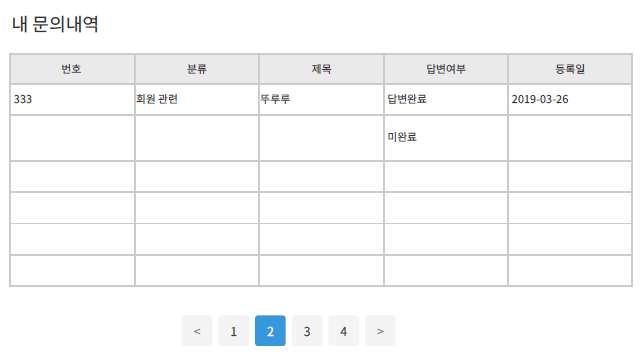 내 문의내역
번호 분류 제목 답변여부 등록일
333 회원 관련 뚜루루 답변완료 2019-03-26
미완료
< 1 2 3 4 >